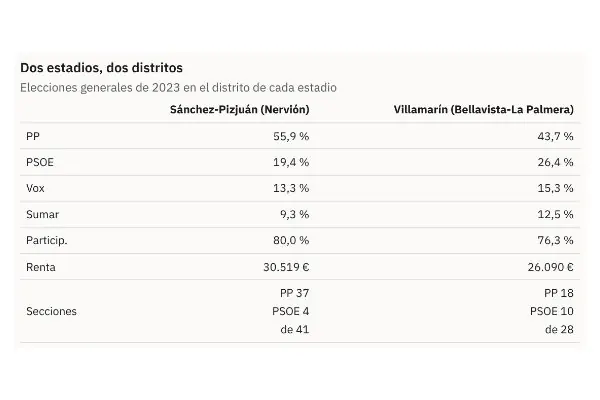 Dos estadios, dos distritos
Elecciones generales de 2023 en el distrito de cada estadio
Sánchez-Pizjuán (Nervión) Villamarín (Bellavista-La Palmera)
PP 55,9 % 43,7 %
PSOE 19,4 % 26,4 %
Vox 13,3 % 15,3 %
Sumar 9,3 % 12,5 %
Particip. 80,0 % 76,3 %
Renta 30.519 € 26.090 €
PP 37 PP 18
Secciones PSOE 4 PSOE 10
de 41 de 28